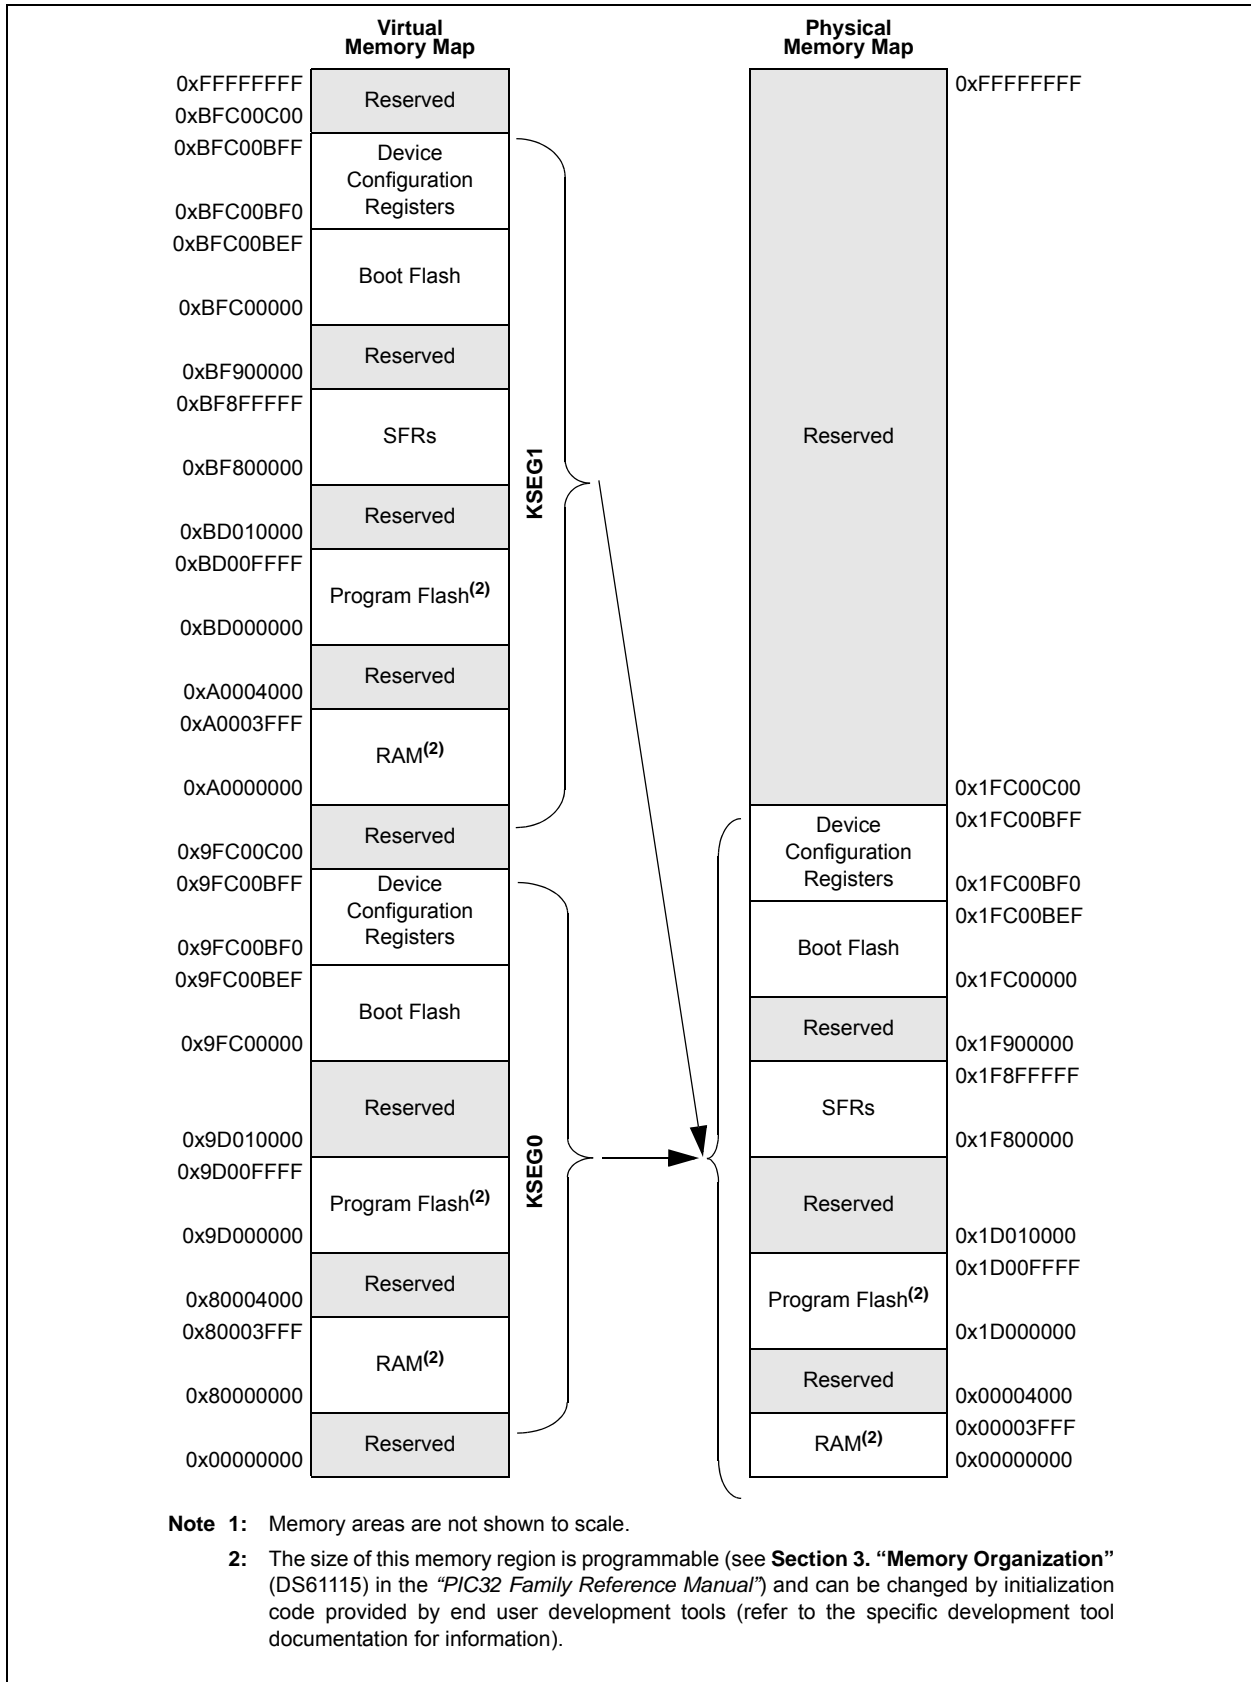 Virtual
Memory Map
0xFFFFFFFF
Reserved
0xBFC00C00
0xBFC00BFF
Device
Configuration
Registers
0xBFC00BF0
0xBFC00BEF
Boot Flash
0xBFC00000
Reserved
0xBF900000
0xBF8FFFFF
SFRs
0xBF800000
Reserved
0xBD010000
0xBD00FFFF
Program Flash(2)
0xBD000000
Reserved
0xA0004000
0xA0003FFF
RAM(2)
0xA0000000
Reserved
0x9FC00C00
0x9FC00BFF
Device
Configuration
Registers
0x9FC00BF0
0x9FC00BEF
Boot Flash
0x9FC00000
Reserved
0x9D010000
0x9D00FFFF
Program Flash(2)
0x9D000000
Reserved
0x80004000
0x80003FFF
RAM(2)
0x80000000
Reserved
0x00000000
KSEG1
KSEG0
Physical
Memory Map
0xFFFFFFFF
Reserved
0x1FC00C00
0x1FC00BFF
Device
Configuration
Registers
0x1FC00BF0
0x1FC00BEF
Boot Flash
0x1FC00000
Reserved
0x1F900000
0x1F8FFFFF
SFRs
0x1F800000
Reserved
0x1D010000
0x1D00FFFF
Program Flash(2)
0x1D000000
Reserved
0x00004000
0x00003FFF
RAM(2)
0x00000000
Note 1: Memory areas are not shown to scale.
2: The size of this memory region is programmable (see Section 3. “Memory Organization”
(DS61115) in the “PIC32 Family Reference Manual”) and can be changed by initialization
code provided by end user development tools (refer to the specific development tool
documentation for information).